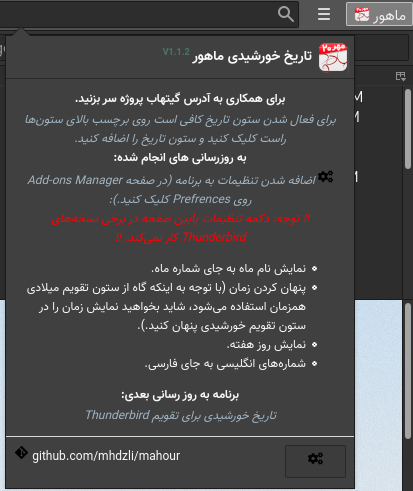 ماهور
تاریخ خورشیدی ماهور V1.1.2
برای همکاری به آدرس گیتهاب پروژه سر بزنید.
برای فعال شدن ستون تاریخ کافی است روی برچسب بالای ستون‌ها
راست کلیک کنید و ستون تاریخ را اضافه کنید.
به روزرسانی های انجام شده:
اضافه شدن تنظیمات به برنامه (در صفحه Add-ons Manager
روی Prefrences کلیک کنید.):
⚠ توجه: دکمه تنظیمات پایین صفحه در برخی نسخه‌های
Thunderbird کار نمی‌کند. ⚠
نمایش نام ماه به جای شماره ماه.
پنهان کردن زمان (با توجه به اینکه گاه از ستون تقویم میلادی
همزمان استفاده می‌شود، شاید بخواهید نمایش زمان را در
ستون تقویم خورشیدی پنهان کنید.).
نمایش روز هفته.
شماره‌های انگلیسی به جای فارسی.
برنامه به روز رسانی بعدی:
تاریخ خورشیدی برای تقویم Thunderbird
github.com/mhdzli/mahour